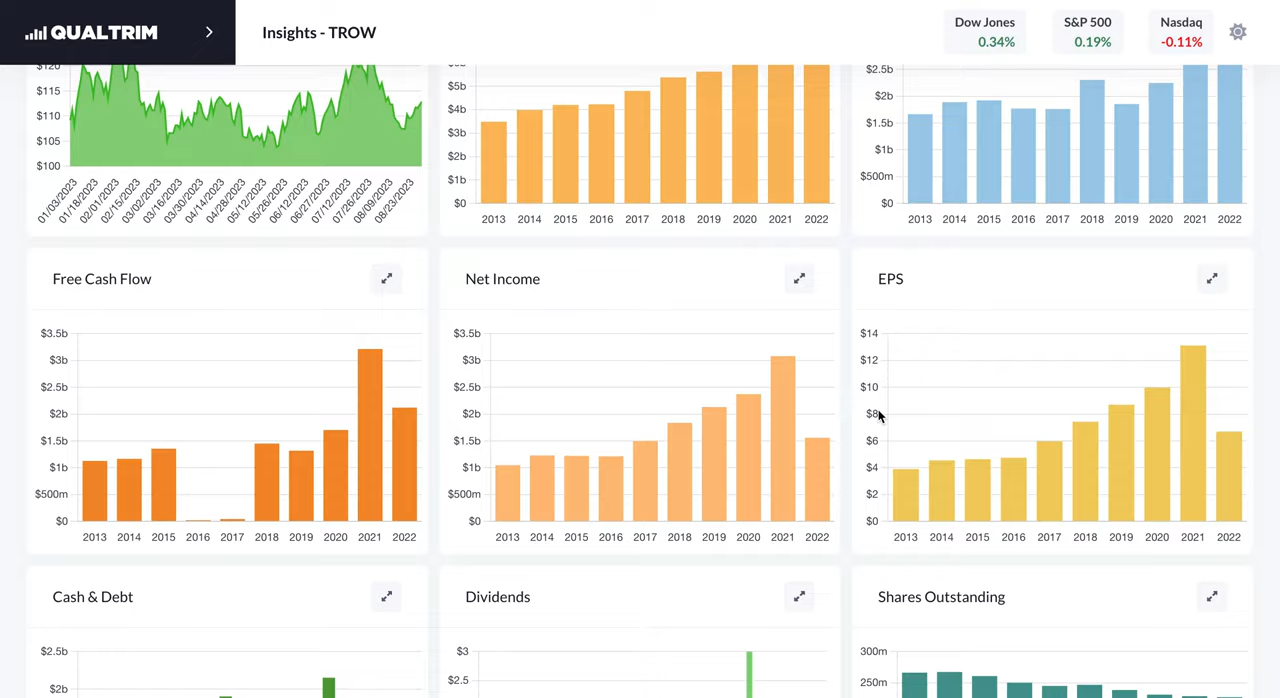 QUALTRIM
Insights - TROW
Dow Jones
0.34%
S&P 500
0.19%
Nasdaq
-0.11%
$120
$115
$110
$105
$100
01/03/2023
01/18/2023
02/01/2023
02/15/2023
03/02/2023
03/16/2023
03/30/2023
04/14/2023
04/28/2023
05/12/2023
05/26/2023
06/12/2023
06/27/2023
07/12/2023
07/26/2023
08/09/2023
08/23/2023
$6b
$5b
$4b
$3b
$2b
$1b
$0
2013 2014 2015 2016 2017 2018 2019 2020 2021 2022
$2.5b
$2b
$1.5b
$1b
$500m
$0
2013 2014 2015 2016 2017 2018 2019 2020 2021 2022
Free Cash Flow
$3.5b
$3b
$2.5b
$2b
$1.5b
$1b
$500m
$0
2013 2014 2015 2016 2017 2018 2019 2020 2021 2022
Net Income
$3.5b
$3b
$2.5b
$2b
$1.5b
$1b
$500m
$0
2013 2014 2015 2016 2017 2018 2019 2020 2021 2022
EPS
$14
$12
$10
$8
$6
$4
$2
$0
2013 2014 2015 2016 2017 2018 2019 2020 2021 2022
Cash & Debt
$2.5b
$2b
Dividends
$3
$2.5
Shares Outstanding
300m
250m